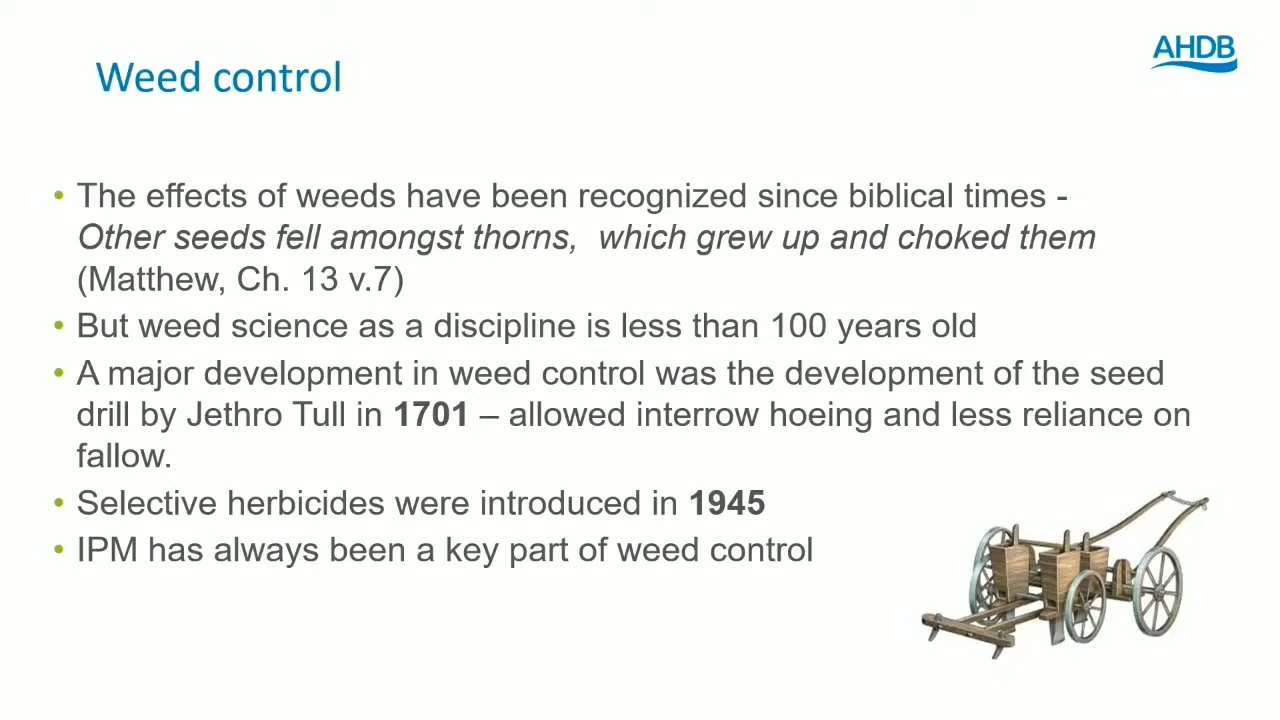 AHDB
Weed control
• The effects of weeds have been recognized since biblical times -
Other seeds fell amongst thorns,  which grew up and choked them
(Matthew, Ch. 13 v.7)
• But weed science as a discipline is less than 100 years old
• A major development in weed control was the development of the seed
drill by Jethro Tull in 1701 – allowed interrow hoeing and less reliance on
fallow.
• Selective herbicides were introduced in 1945
• IPM has always been a key part of weed control